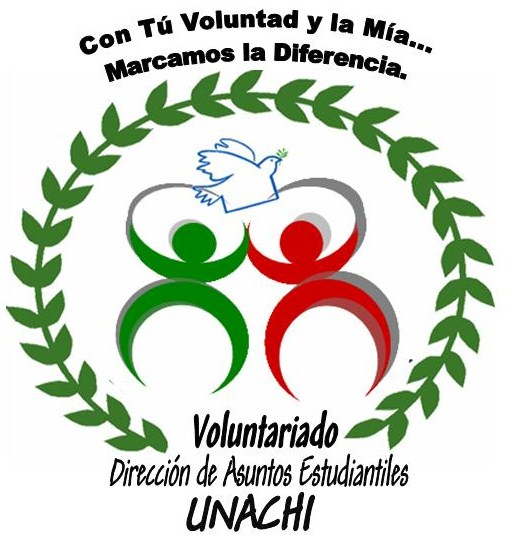 Con Tú Voluntad y la Mía...
Marcamos la Diferencia.
Voluntariado
Dirección de Asuntos Estudiantiles
UNACHI